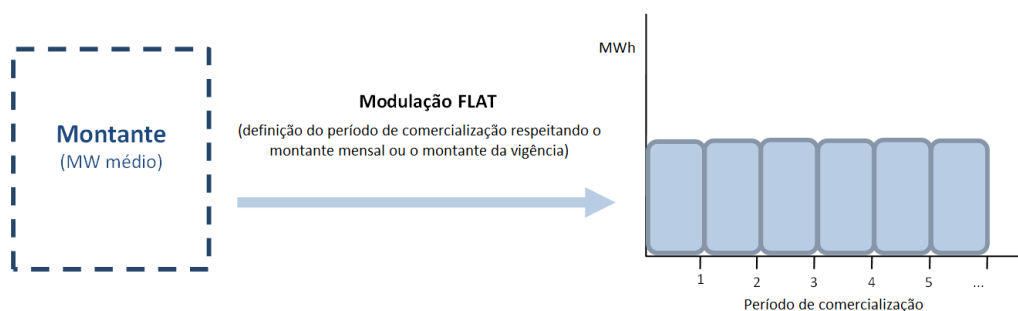 Montante
(MW médio)
Modulação FLAT
(definição do período de comercialização respeitando o
montante mensal ou o montante da vigência)
MWh
1 2 3 4 5 ...
Período de comercialização